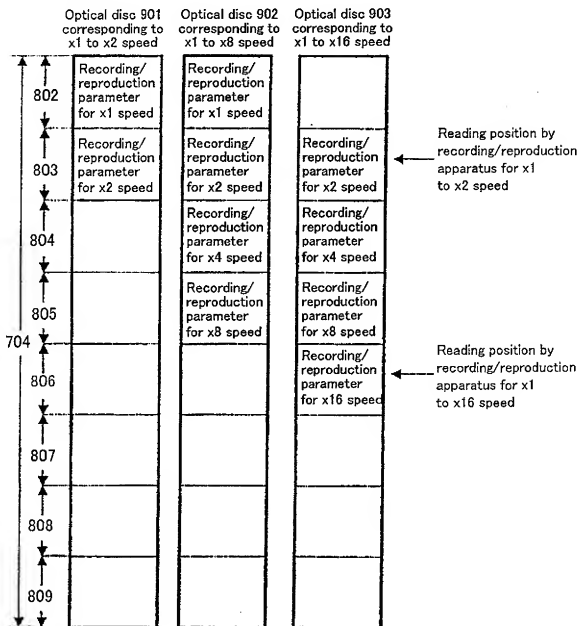 Optical disc 901
corresponding to
x1 to x2 speed
Optical disc 902
corresponding to
x1 to x8 speed
Optical disc 903
corresponding to
x1 to x16 speed
704
802
Recording/
reproduction
parameter
for x1 speed
Recording/
reproduction
parameter
for x1 speed
803
Recording/
reproduction
parameter
for x2 speed
Recording/
reproduction
parameter
for x2 speed
Recording/
reproduction
parameter
for x2 speed
Reading position by
recording/reproduction
apparatus for x1
to x2 speed
804
Recording/
reproduction
parameter
for x4 speed
Recording/
reproduction
parameter
for x4 speed
805
Recording/
reproduction
parameter
for x8 speed
Recording/
reproduction
parameter
for x8 speed
806
Recording/
reproduction
parameter
for x16 speed
Reading position by
recording/reproduction
apparatus for x1
to x16 speed
807
808
809